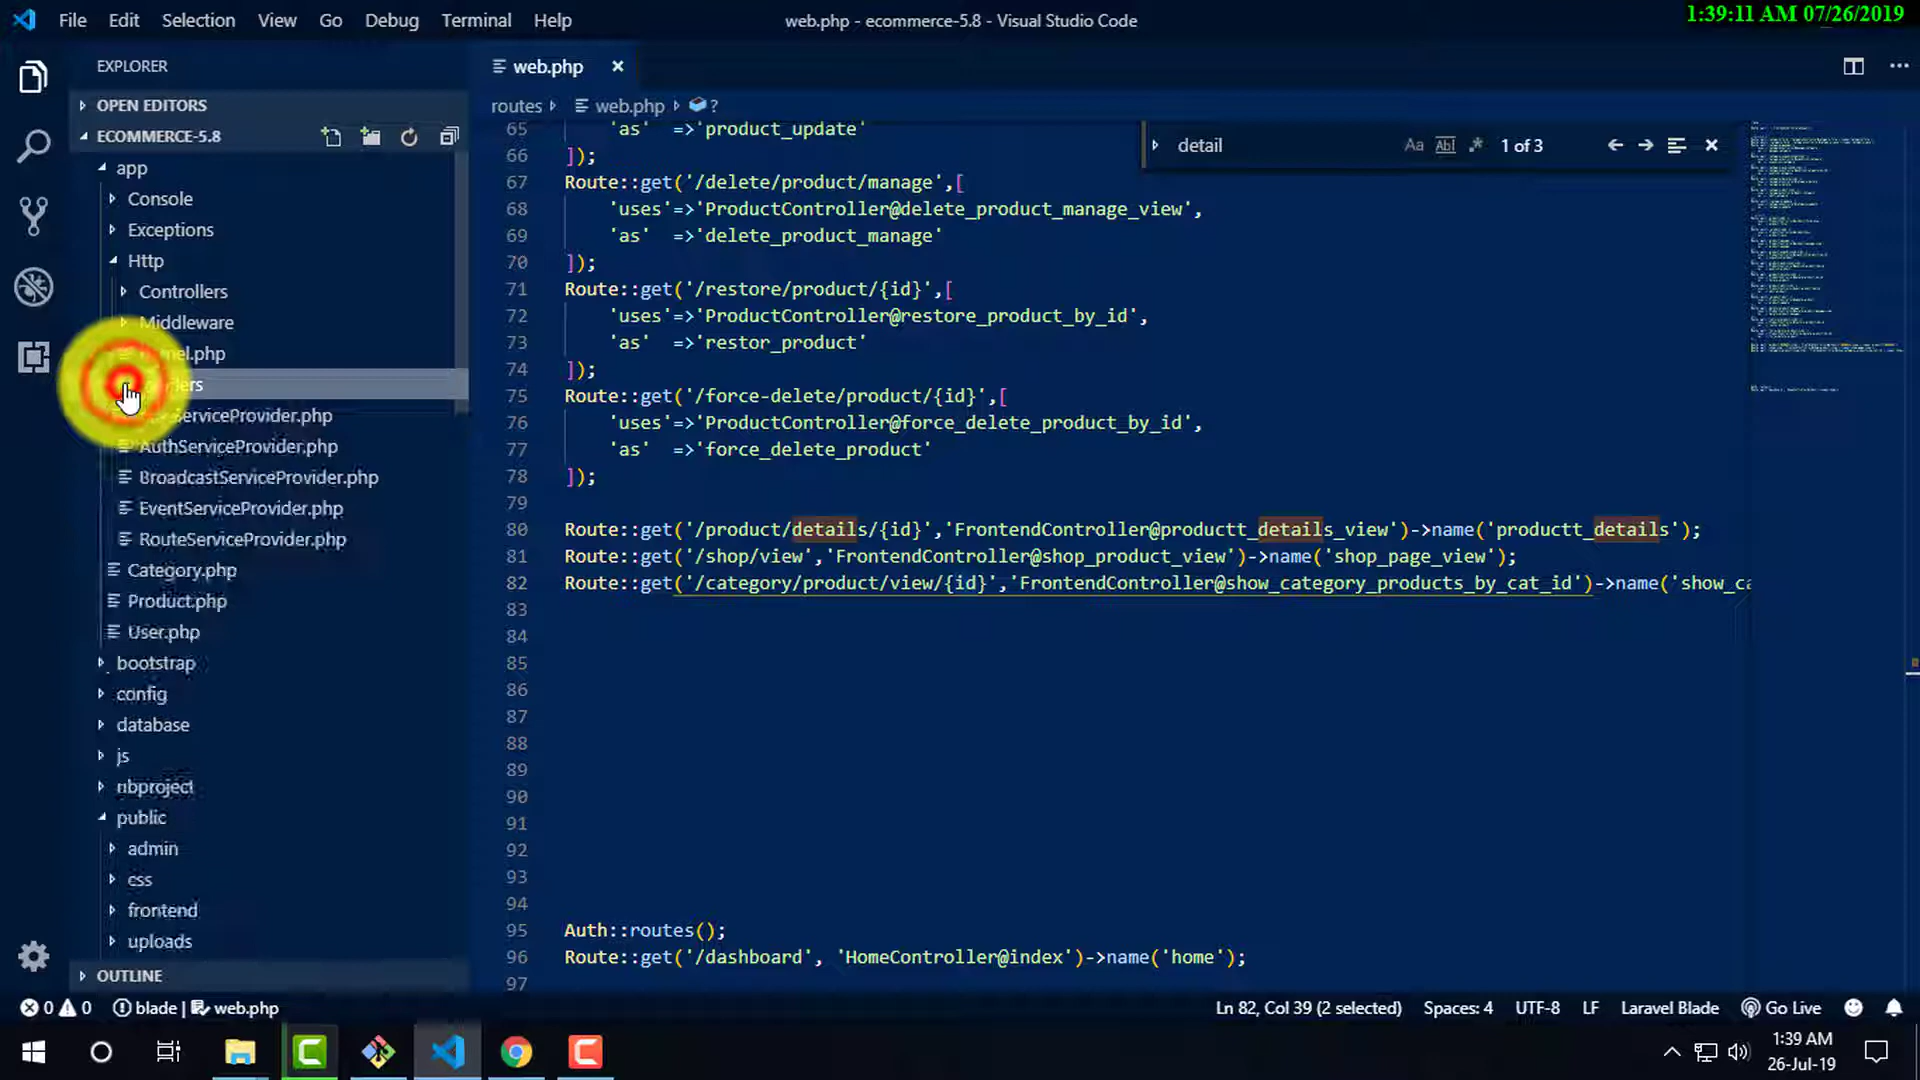 File Edit Selection View Go Debug Terminal Help
web.php - ecommerce-5.8 - Visual Studio Code
1:39:11 AM 07/26/2019
EXPLORER
OPEN EDITORS
ECOMMERCE-5.8
app
Console
Exceptions
Http
Controllers
Middleware
ServiceProvider.php
AuthServiceProvider.php
BroadcastServiceProvider.php
EventServiceProvider.php
RouteServiceProvider.php
Category.php
Product.php
User.php
bootstrap
config
database
js
nbproject
public
admin
css
frontend
uploads
OUTLINE
web.php ×
routes web.php ?
detail Aa Abl .* 1 of 3
65 'as' =>'product_update'
66 ]);
67 Route::get('/delete/product/manage',[
68 'uses'=>'ProductController@delete_product_manage_view',
69 'as' =>'delete_product_manage'
70 ]);
71 Route::get('/restore/product/{id}',[
72 'uses'=>'ProductController@restore_product_by_id',
73 'as' =>'restor_product'
74 ]);
75 Route::get('/force-delete/product/{id}',[
76 'uses'=>'ProductController@force_delete_product_by_id',
77 'as' =>'force_delete_product'
78 ]);
79
80 Route::get('/product/details/{id}','FrontendController@productt_details_view')->name('productt_details');
81 Route::get('/shop/view','FrontendController@shop_product_view')->name('shop_page_view');
82 Route::get('/category/product/view/{id}','FrontendController@show_category_products_by_cat_id')->name('show_ca
83
84
85
86
87
88
89
90
91
92
93
94
95 Auth::routes();
96 Route::get('/dashboard', 'HomeController@index')->name('home');
97
0 0 blade | web.php
Ln 82, Col 39 (2 selected) Spaces: 4 UTF-8 LF Laravel Blade Go Live
1:39 AM
26-Jul-19